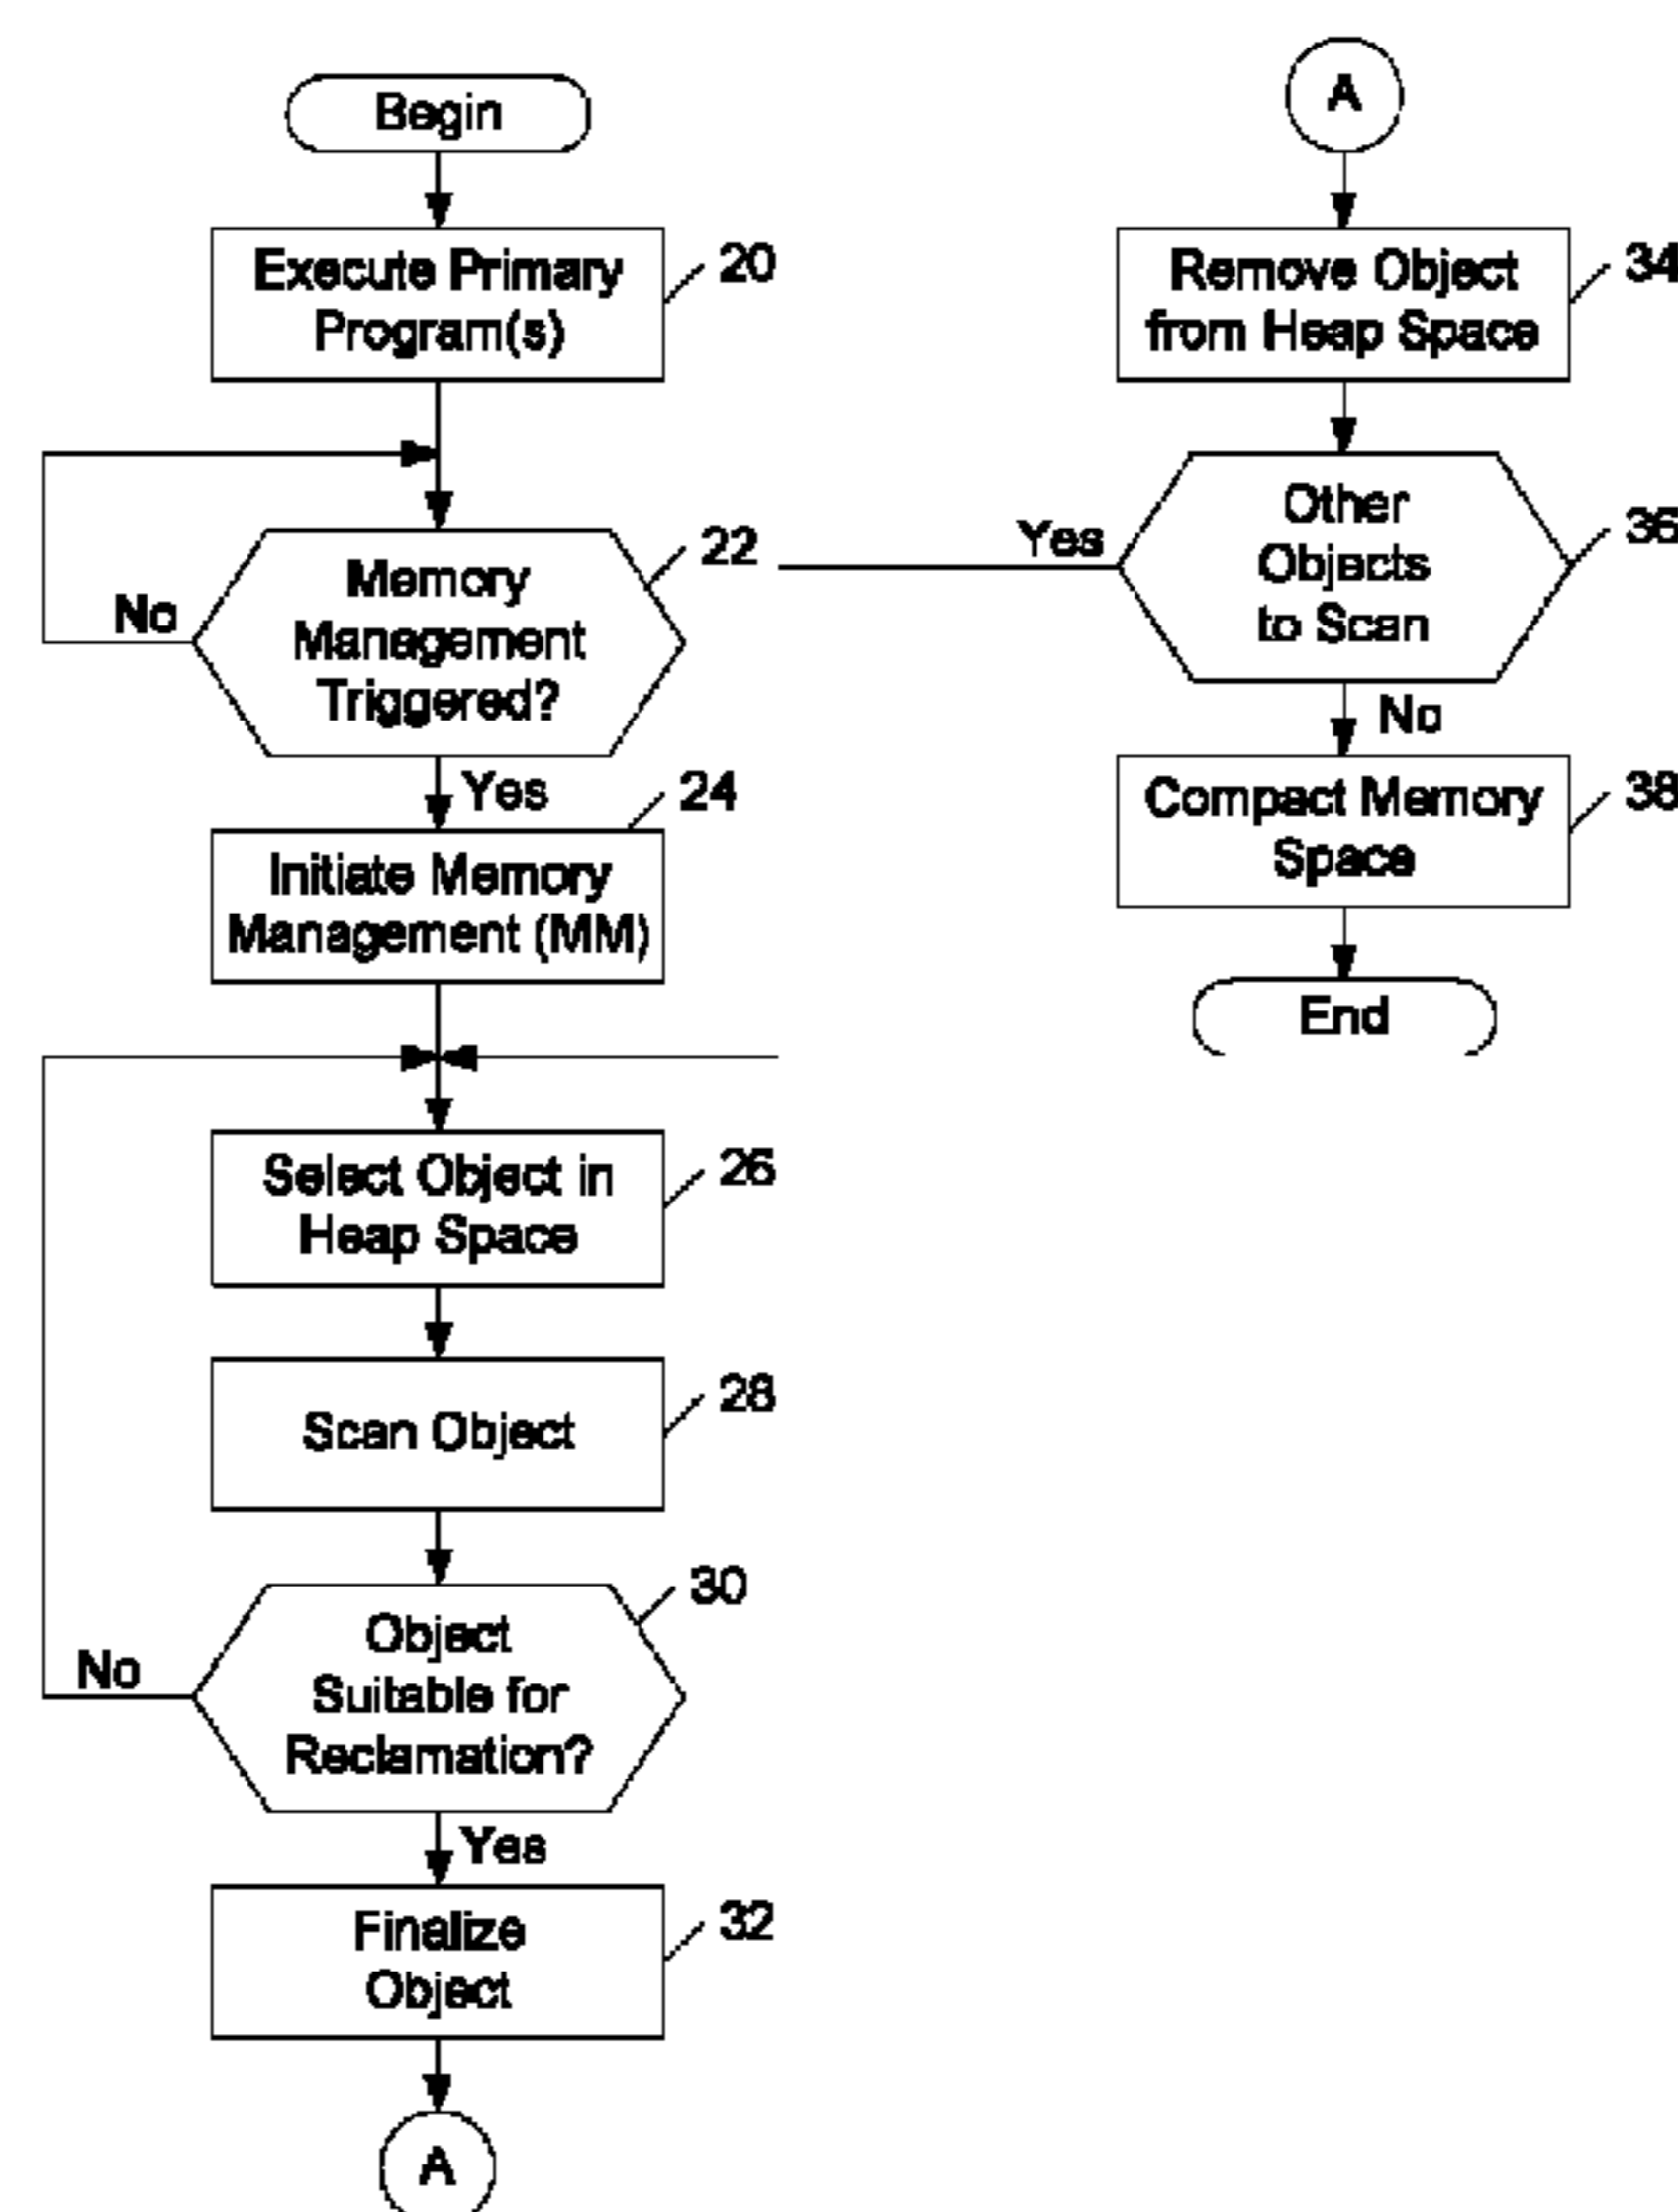 Begin
Execute Primary
Program(s)
20
Memory
Management
Triggered?
22
No
Yes
24
Initiate Memory
Management (MM)
Select Object in
Heap Space
26
Scan Object
28
Object
Suitable for
Reclamation?
30
No
Yes
Finalize
Object
32
A
A
Remove Object
from Heap Space
34
Other
Objects
to Scan
36
Yes
No
Compact Memory
Space
38
End